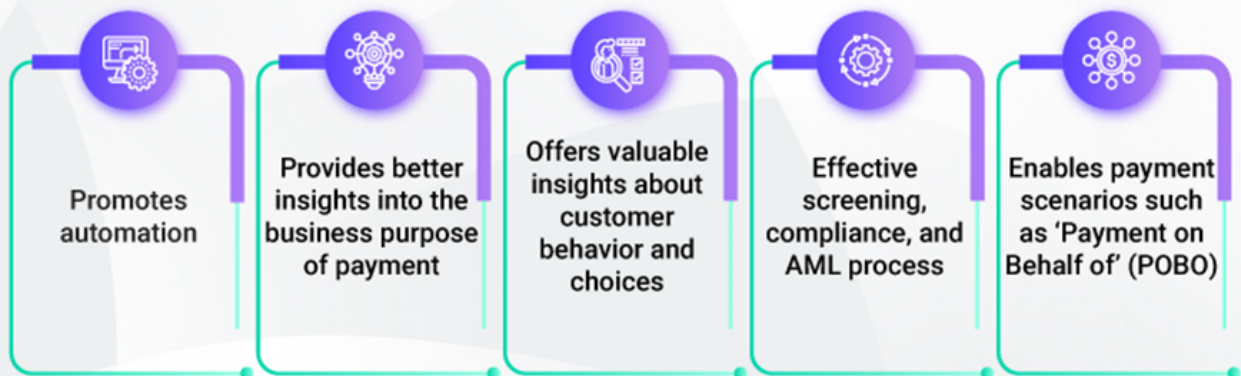 Promotes
automation
Provides better
insights into the
business purpose
of payment
Offers valuable
insights about
customer
behavior and
choices
Effective
screening,
compliance, and
AML process
Enables payment
scenarios such
as ‘Payment on
Behalf of’ (POBO)